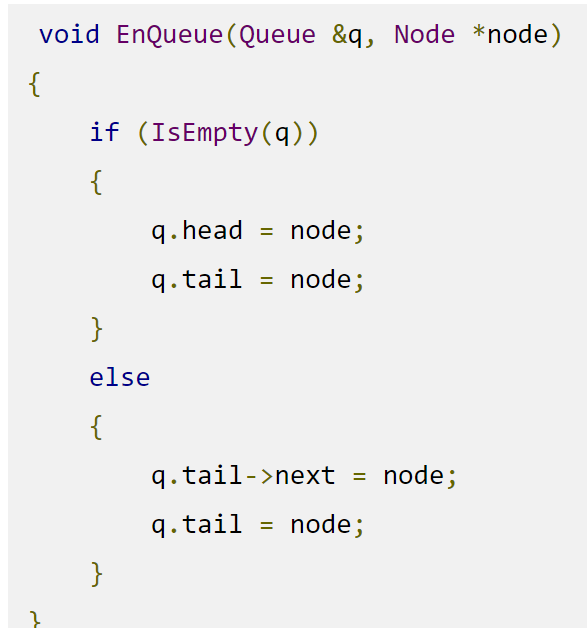 void EnQueue(Queue &q, Node *node)
{
if (IsEmpty(q))
{
q.head = node;
q.tail = node;
}
else
{
q.tail->next = node;
q.tail = node;
}
}